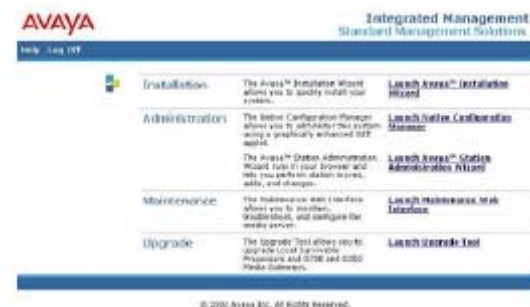 AVAYA
Integrated Management
Standard Management Solutions
Help Log Off
Installation
The Avaya™ Installation Wizard
allows you to quickly install your
system.
Launch Avaya™ Installation
Wizard
Administration
The Native Configuration Manager
allows you to administer this system
using a graphically enhanced SAT
applet.
Launch Native Configuration
Manager
The Avaya™ Station Administration
Wizard runs in your browser and
lets you perform station moves,
adds, and changes.
Launch Avaya™ Station
Administration Wizard
Maintenance
The Maintenance Web Interface
allows you to monitor,
troubleshoot, and configure the
media server.
Launch Maintenance Web
Interface
Upgrade
The Upgrade Tool allows you to
upgrade Local Survivable
Processors and G700 and
Media Gateways.
Launch Upgrade Tool
Avaya Inc. All Rights Reserved.